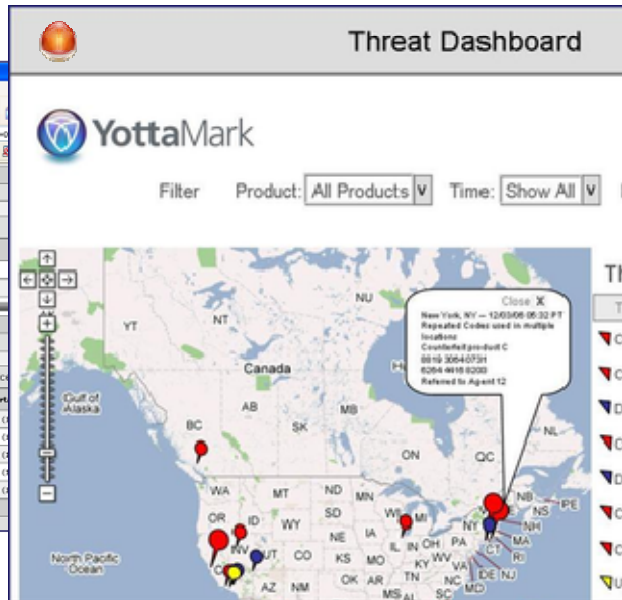 Threat Dashboard
YottaMark
Filter Product: All Products V Time: Show All V
Close X
New York, NY — 12/03/06 05:32 PT
Repeated Codes used in multiple
locations
Counterfeit product C
Referred to Agent 12
NU
YT
NT
Canada
Gulf of
Alaska
BC
AB
SK
MB
ON
QC
NL
NB
PE
NS
WA
MT
ND
MN
OR
ID
WY
SD
WI
MI
NY
NH
MA
RI
CT
NV
UT
CO
NE
IA
IL
IN
OH
PA
NJ
DE
MD
KS
MO
KY
WV
VA
AZ
NM
OK
AR
TN
NC
SC
MS
AL
North Pacific
Ocean